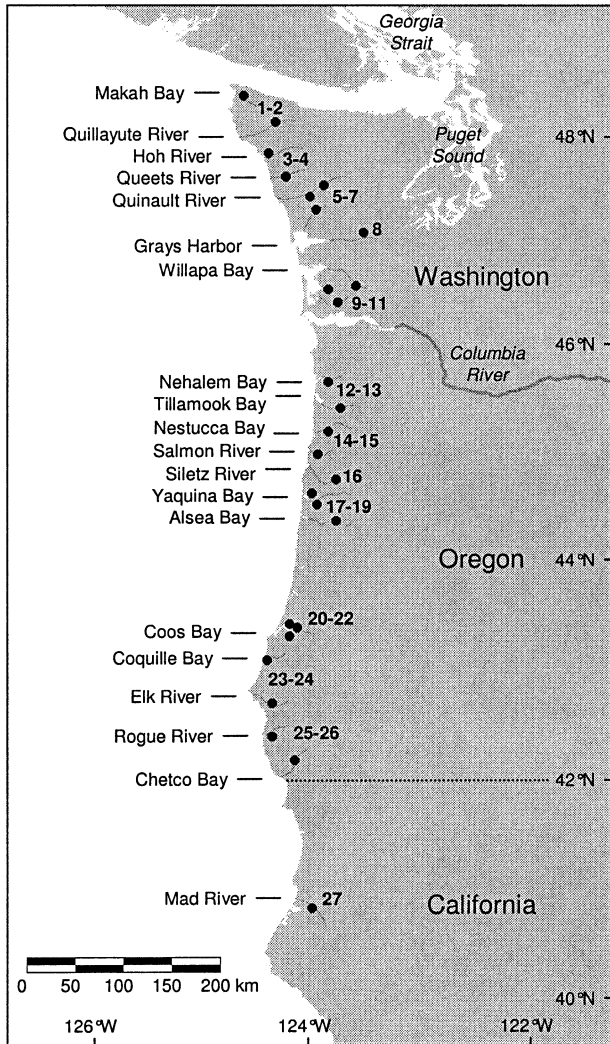 Georgia
Strait
Makah Bay
1-2
Quillayute River
48°N
Puget
Sound
Hoh River
3-4
Queets River
5-7
Quinault River
8
Grays Harbor
Willapa Bay
Washington
9-11
46°N
Columbia
River
Nehalem Bay
12-13
Tillamook Bay
Nestucca Bay
14-15
Salmon River
Siletz River
16
Yaquina Bay
17-19
Alsea Bay
Oregon
44°N
20-22
Coos Bay
Coquille Bay
23-24
Elk River
25-26
Rogue River
Chetco Bay
42°N
Mad River
27
California
0 50 100 150 200 km
40°N
126°W 124°W 122°W